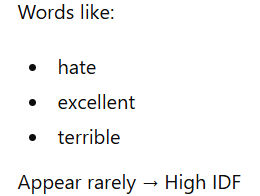 Words like:
• hate
• excellent
• terrible
Appear rarely → High IDF